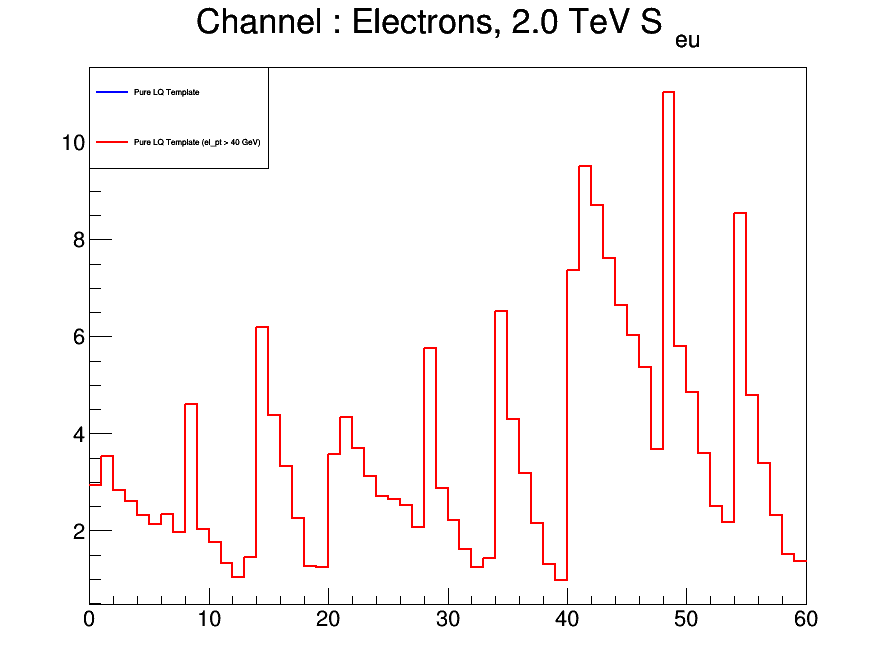 Channel : Electrons, 2.0 TeV S eu
Pure LQ Template
Pure LQ Template (el_pt > 40 GeV)
10
8
6
4
2
0 10 20 30 40 50 60